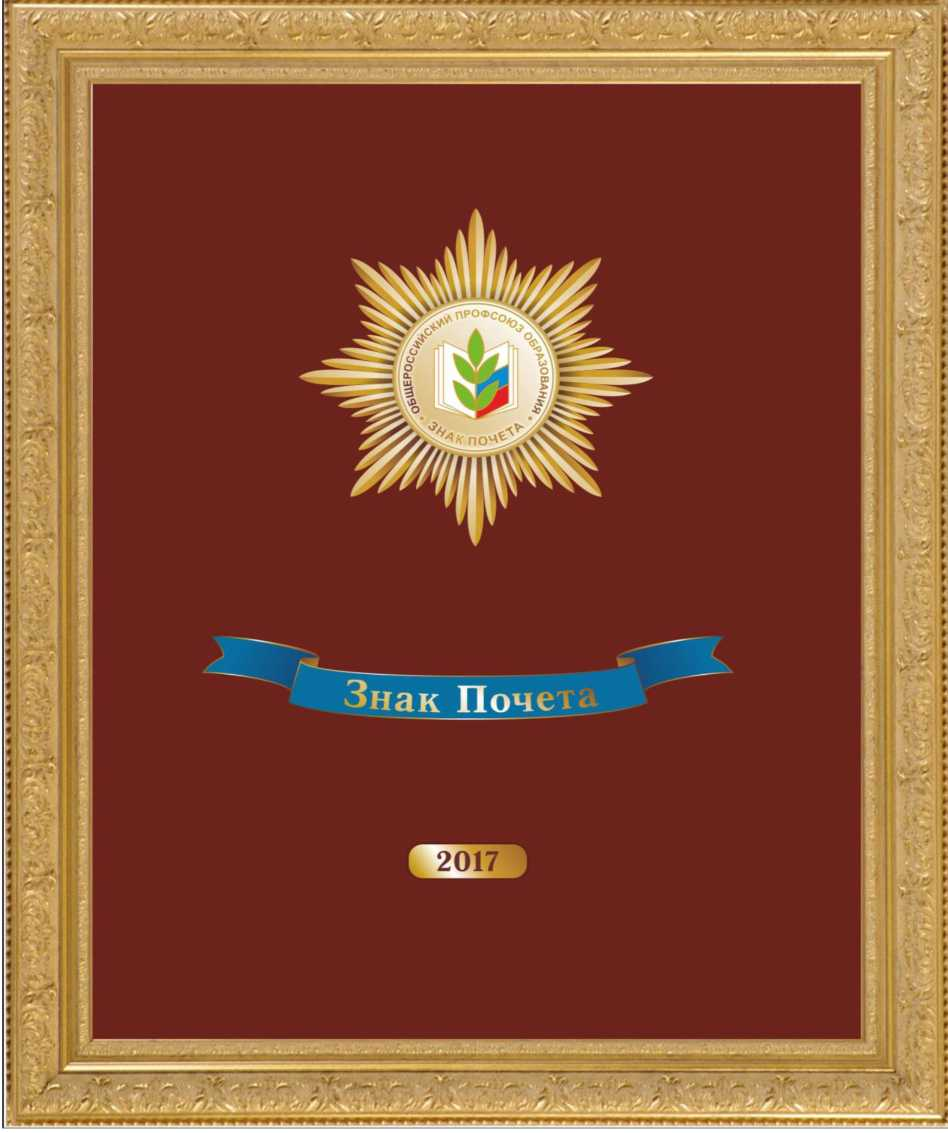 ОБЩЕРОССИЙСКИЙ ПРОФСОЮЗ ОБРАЗОВАНИЯ
• ЗНАК ПОЧЕТА •
Знак Почета
2017